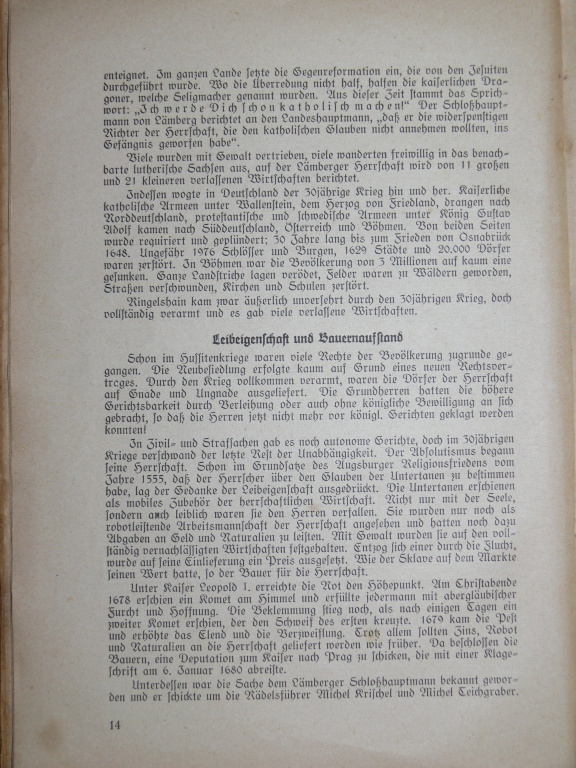 enteignet. Im ganzen Lande setzte die Gegenreformation ein, die von den Jesuiten
durchgeführt wurde. Wo die Überredung nicht half, halfen die kaiserlichen Dra-
goner, welche Seligmacher genannt wurden. Aus dieser Zeit stammt das Sprich-
wort: „Ich werde Dich schon katholisch machen!“ Der Schloßhaupt-
mann von Lämberg berichtet an den Landeshauptmann, „daß er die widerspenstigen
Richter der Herrschaft, die den katholischen Glauben nicht annehmen wollten, ins
Gefängnis geworfen habe“.
Viele wurden mit Gewalt vertrieben, viele wanderten freiwillig in das benach-
barte lutherische Sachsen aus, auf der Lämberger Herrschaft wird von 11 großen
und 21 kleineren verlassenen Wirtschaften berichtet.
Indessen wogte in Deutschland der 30jährige Krieg hin und her. Kaiserliche
katholische Armeen unter Wallenstein, dem Herzog von Friedland, drangen nach
Norddeutschland, protestantische und schwedische Armeen unter König Gustav
Adolf kamen nach Süddeutschland, Österreich und Böhmen. Von beiden Seiten
wurde requiriert und geplündert; 30 Jahre lang bis zum Frieden von Osnabrück
1648. Ungefähr 1976 Schlösser und Burgen, 1629 Städte und 20.000 Dörfer
waren zerstört. In Böhmen war die Bevölkerung von 3 Millionen auf kaum eine
gesunken. Ganze Landstriche lagen verödet, Felder waren zu Wäldern geworden,
Straßen verschwunden, Kirchen und Schulen zerstört.
Ringelshain kam zwar äußerlich unversehrt durch den 30jährigen Krieg, doch
vollständig verarmt und es gab viele verlassene Wirtschaften.
Leibeigenschaft und Bauernaufstand
Schon im Hussitenkriege waren viele Rechte der Bevölkerung zugrunde ge-
gangen. Die Neubesiedlung erfolgte kaum auf Grund eines neuen Rechtsver-
trages. Durch den Krieg vollkommen verarmt, waren die Dörfer der Herrschaft
auf Gnade und Ungnade ausgeliefert. Die Grundherren hatten die höhere
Gerichtsbarkeit durch Verleihung oder auch ohne königliche Bewilligung an sich
gebracht, so daß die Herren jetzt nicht mehr vor königl. Gerichten geklagt werden
konnten!
In Zivil- und Strafsachen gab es noch autonome Gerichte, doch im 30jährigen
Kriege verschwand der letzte Rest der Unabhängigkeit. Der Absolutismus begann
seine Herrschaft. Schon im Grundsatze des Augsburger Religionsfriedens vom
Jahre 1555, daß der Herrscher über den Glauben der Untertanen zu bestimmen
habe, lag der Gedanke der Leibeigenschaft ausgedrückt. Die Untertanen erschienen
als mobiles Zubehör der herrschaftlichen Wirtschaft. Nicht nur mit der Seele,
sondern auch leiblich waren sie den Herren verfallen. Sie wurden nur noch als
robotleistende Arbeitsmannschaft der Herrschaft angesehen und hatten noch dazu
Abgaben an Geld und Naturalien zu leisten. Mit Gewalt wurden sie auf den voll-
ständig vernachlässigten Wirtschaften festgehalten. Entzog sich einer durch die Flucht,
wurde auf seine Einlieferung ein Preis ausgesetzt. Wie der Sklave auf dem Markte
seinen Wert hatte, so der Bauer für die Herrschaft.
Unter Kaiser Leopold I. erreichte die Not den Höhepunkt. Am Christabende
1678 erschien ein Komet am Himmel und erfüllte jedermann mit abergläubischer
Furcht und Hoffnung. Die Beklemmung stieg noch, als nach einigen Tagen ein
zweiter Komet erschien, der den Schweif des ersten kreuzte. 1679 kam die Pest
und erhöhte das Elend und die Verzweiflung. Trotz allem sollten Zins, Robot
und Naturalien an die Herrschaft geliefert werden wie früher. Da beschlossen die
Bauern, eine Deputation zum Kaiser nach Prag zu schicken, die mit einer Klage-
schrift am 6. Januar 1680 abreiste.
Unterdessen war die Sache dem Lämberger Schloßhauptmann bekannt gewor-
den und er schickte um die Rädelsführer Michel Krischel und Michel Teichgraber.
14